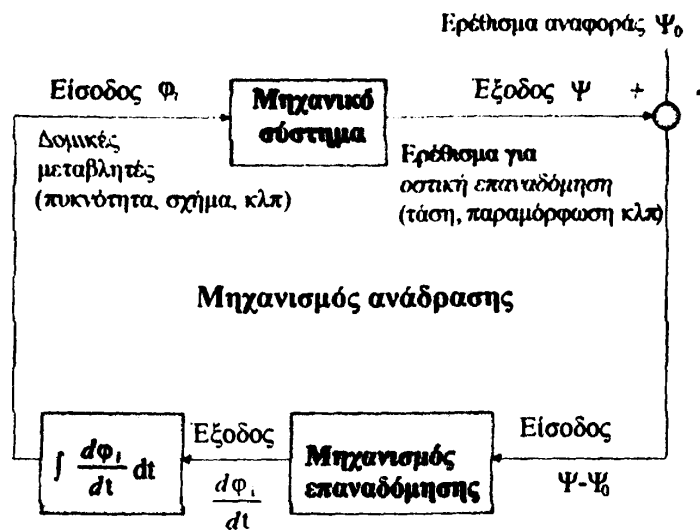 Ερέθισμα αναφοράς Ψ₀
Είσοδος φᵢ
Μηχανικό
σύστημα
Έξοδος Ψ + -
Δομικές
μεταβλητές
(πυκνότητα, σχήμα, κλπ)
Ερέθισμα για
οστική επαναδόμηση
(τάση, παραμόρφωση κλπ)
Μηχανισμός ανάδρασης
∫ dφᵢ/dt dt
Έξοδος
dφᵢ/dt
Μηχανισμός
επαναδόμησης
Είσοδος
Ψ-Ψ₀